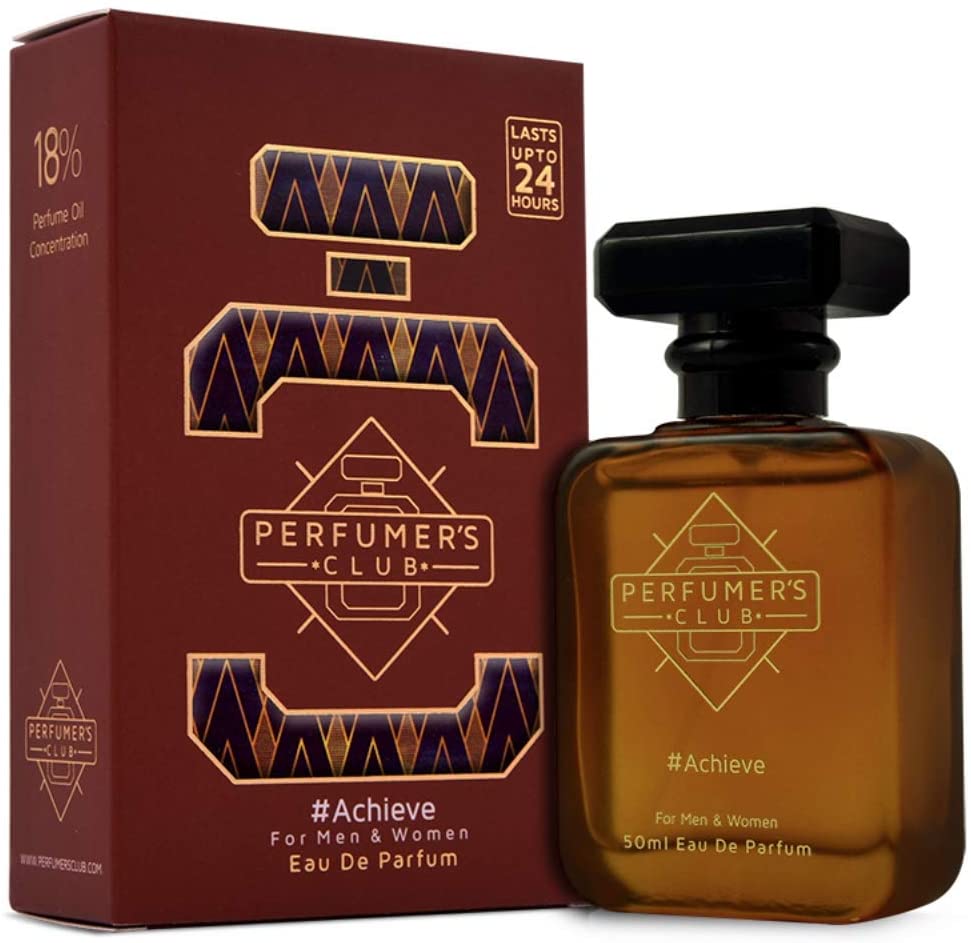 18%
Perfume Oil
Concentration
PERFUMER'S
*CLUB*
WWW.PERFUMERSCLUB.COM
LASTS
UPTO
24
HOURS
PERFUMER'S
*CLUB*
#Achieve
For Men & Women
Eau De Parfum
PERFUMER'S
*CLUB*
#Achieve
For Men & Women
50ml Eau De Parfum